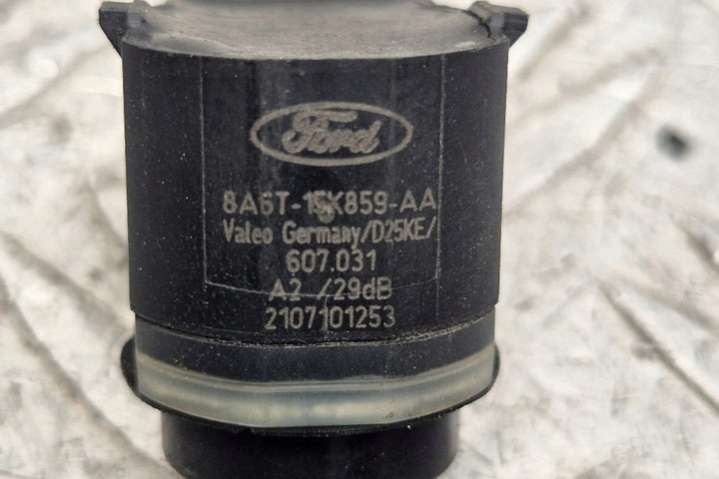 Ford
8A6T-15K859-AA
Valeo Germany/D25KE/
607.031
A2 /29dB
2107101253